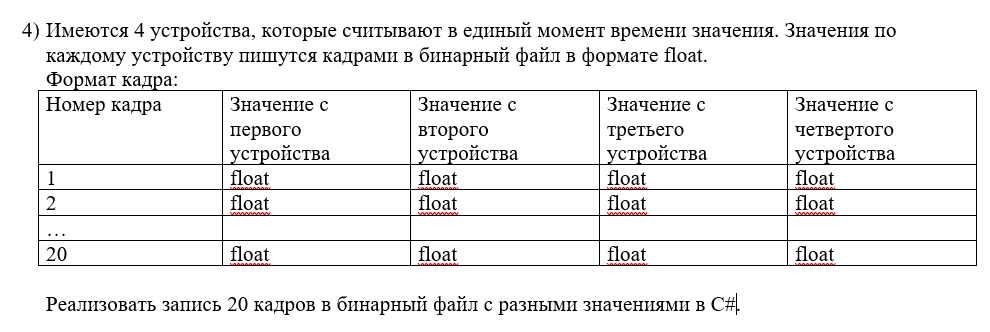 4) Имеются 4 устройства, которые считывают в единый момент времени значения. Значения по
каждому устройству пишутся кадрами в бинарный файл в формате float.
Формат кадра:
Номер кадра Значение с первого устройства Значение с второго устройства Значение с третьего устройства Значение с четвертого устройства
1 float float float float
2 float float float float
…
20 float float float float
Реализовать запись 20 кадров в бинарный файл с разными значениями в C#.